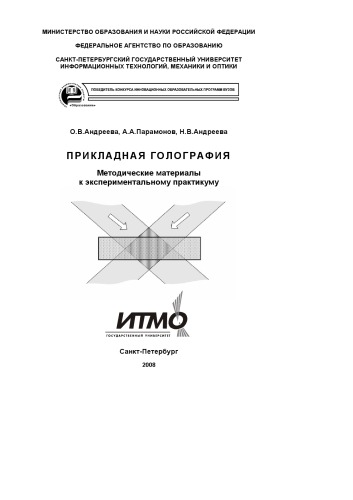 МИНИСТЕРСТВО ОБРАЗОВАНИЯ И НАУКИ РОССИЙСКОЙ ФЕДЕРАЦИИ
ФЕДЕРАЛЬНОЕ АГЕНТСТВО ПО ОБРАЗОВАНИЮ
САНКТ-ПЕТЕРБУРГСКИЙ ГОСУДАРСТВЕННЫЙ УНИВЕРСИТЕТ
ИНФОРМАЦИОННЫХ ТЕХНОЛОГИЙ, МЕХАНИКИ И ОПТИКИ
ПОБЕДИТЕЛЬ КОНКУРСА ИННОВАЦИОННЫХ ОБРАЗОВАТЕЛЬНЫХ ПРОГРАММ ВУЗОВ
«Образование»
О.В.Андреева, А.А.Парамонов, Н.В.Андреева
ПРИКЛАДНАЯ ГОЛОГРАФИЯ
Методические материалы
к экспериментальному практикуму
ИТМО
ГОСУДАРСТВЕННЫЙ УНИВЕРСИТЕТ
Санкт-Петербург
2008